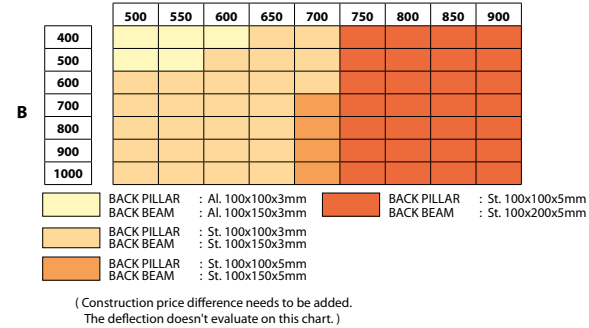 500 550 600 650 700 750 800 850 900
400
500
600
700
800
900
1000
B
BACK PILLAR : Al. 100x100x3mm
BACK BEAM : Al. 100x150x3mm
BACK PILLAR : St. 100x100x5mm
BACK BEAM : St. 100x200x5mm
BACK PILLAR : St. 100x100x3mm
BACK BEAM : St. 100x150x3mm
BACK PILLAR : St. 100x100x5mm
BACK BEAM : St. 100x150x5mm
( Construction price difference needs to be added.
The deflection doesn't evaluate on this chart. )